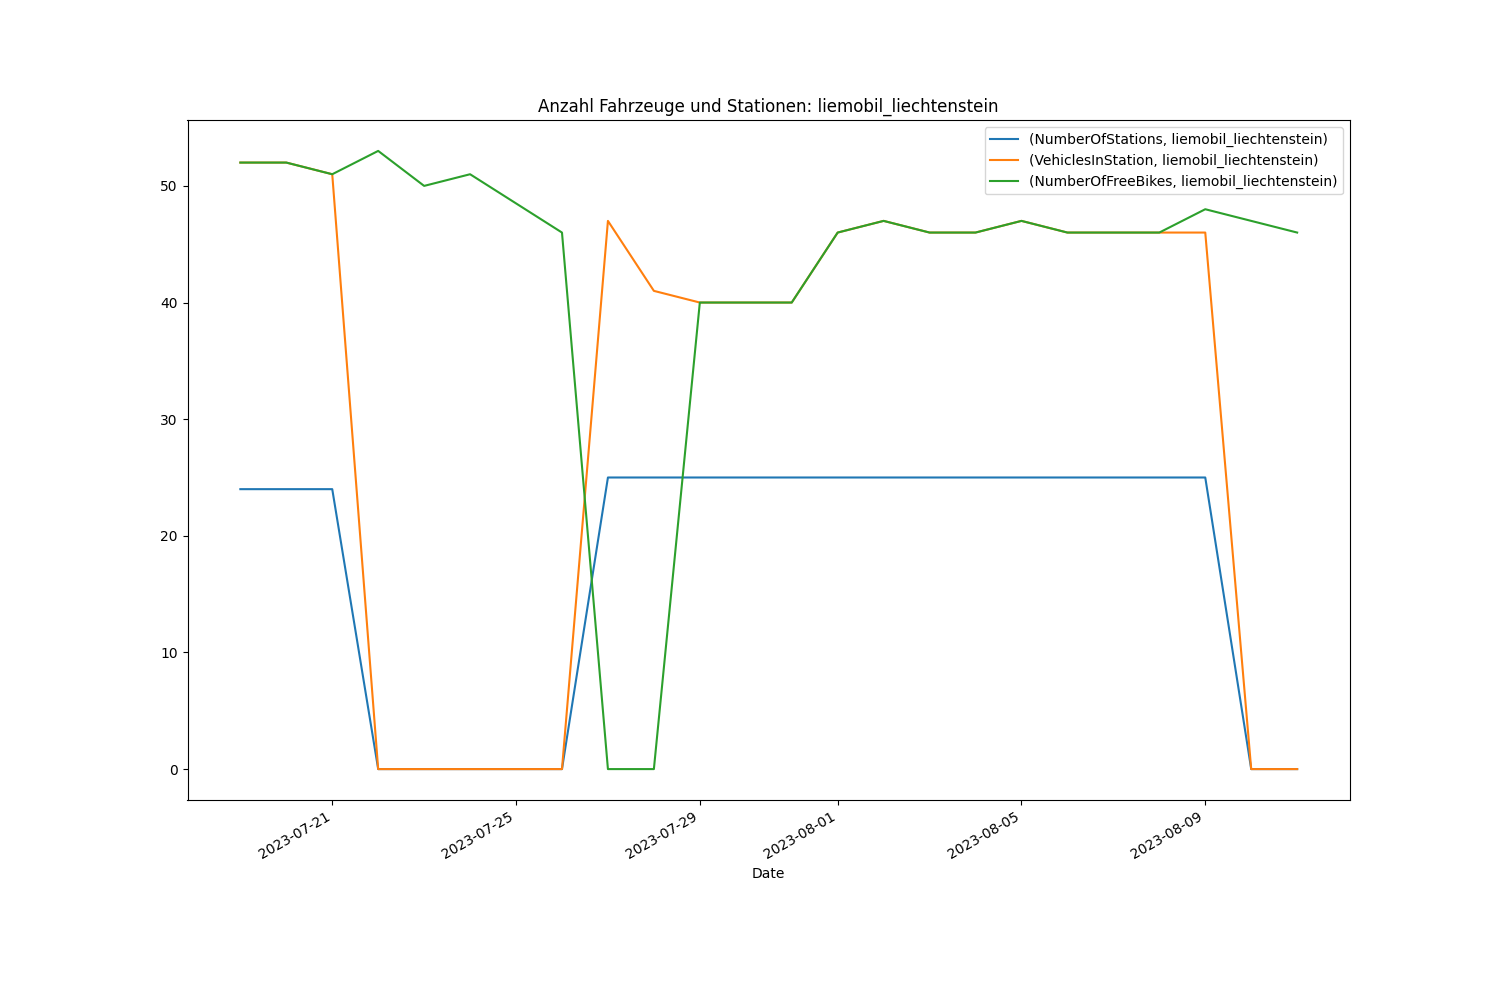 Anzahl Fahrzeuge und Stationen: liemobil_liechtenstein
(NumberOfStations, liemobil_liechtenstein)
(VehiclesInStation, liemobil_liechtenstein)
(NumberOfFreeBikes, liemobil_liechtenstein)
50
40
30
20
10
0
2023-07-21
2023-07-25
2023-07-29
2023-08-01
2023-08-05
2023-08-09
Date